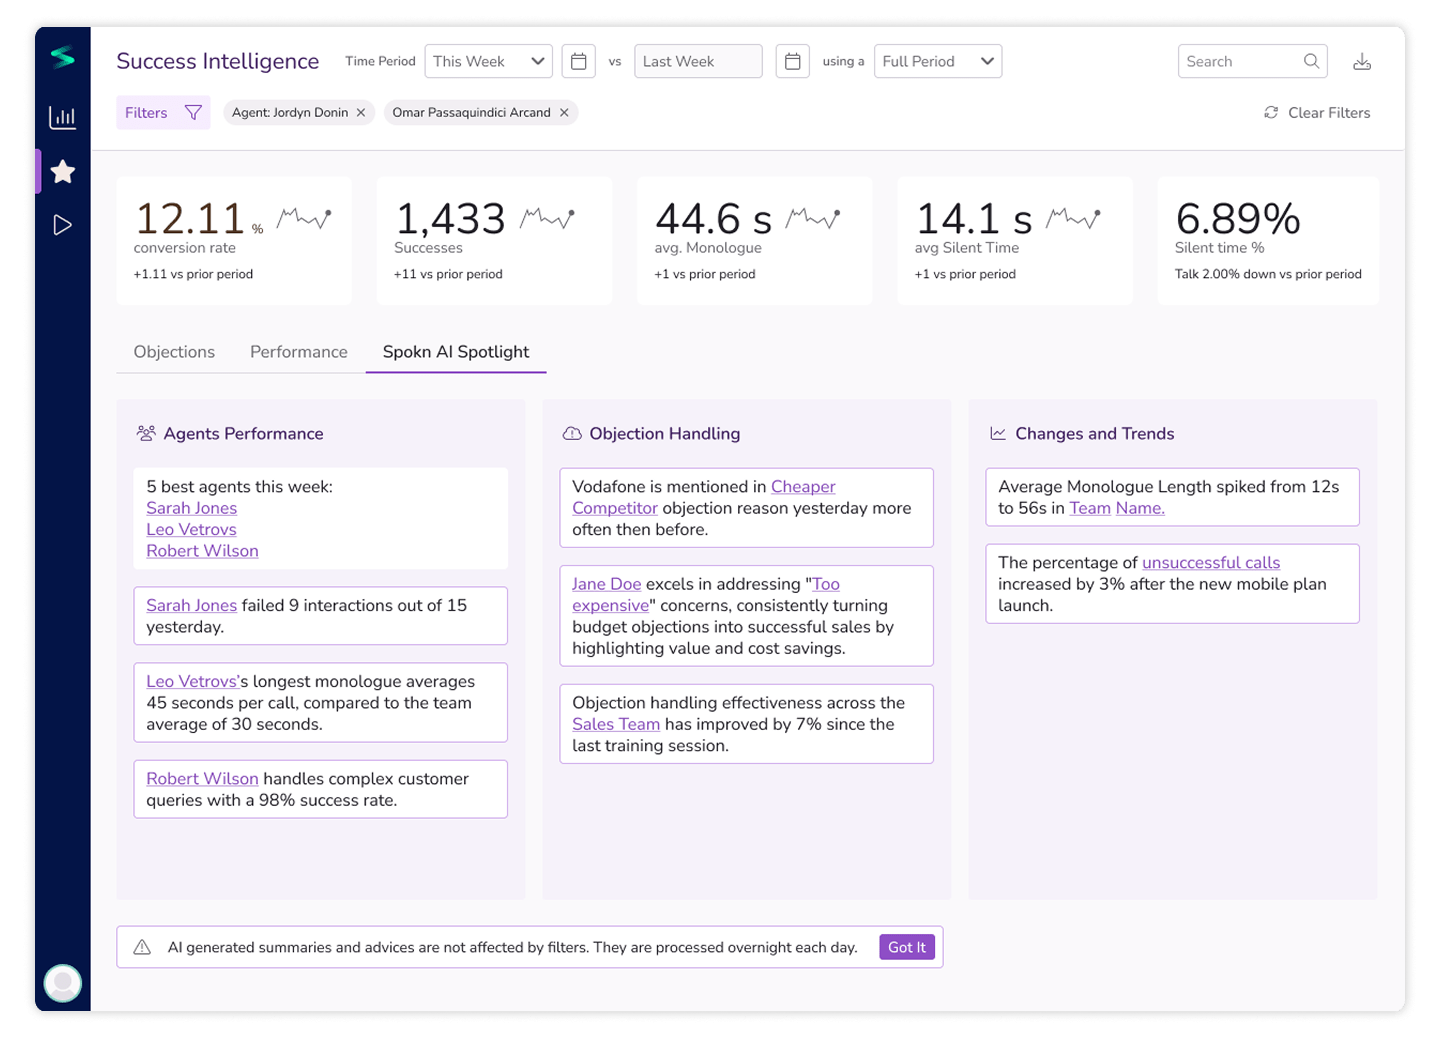 Success Intelligence Time Period This Week vs Last Week using a Full Period Search
Filters Agent: Jordyn Donin Omar Passaquindici Arcand Clear Filters
12.11 % 1,433 44.6 s 14.1 s 6.89%
conversion rate Successes avg. Monologue avg Silent Time Silent time %
+1.11 vs prior period +11 vs prior period +1 vs prior period +1 vs prior period Talk 2.00% down vs prior period
Objections Performance Spokn AI Spotlight
Agents Performance
5 best agents this week:
Sarah Jones
Leo Vetrovs
Robert Wilson
Sarah Jones failed 9 interactions out of 15
yesterday.
Leo Vetrovs's longest monologue averages
45 seconds per call, compared to the team
average of 30 seconds.
Robert Wilson handles complex customer
queries with a 98% success rate.
Objection Handling
Vodafone is mentioned in Cheaper
Competitor objection reason yesterday more
often then before.
Jane Doe excels in addressing "Too
expensive" concerns, consistently turning
budget objections into successful sales by
highlighting value and cost savings.
Objection handling effectiveness across the
Sales Team has improved by 7% since the
last training session.
Changes and Trends
Average Monologue Length spiked from 12s
to 56s in Team Name.
The percentage of unsuccessful calls
increased by 3% after the new mobile plan
launch.
AI generated summaries and advices are not affected by filters. They are processed overnight each day. Got It